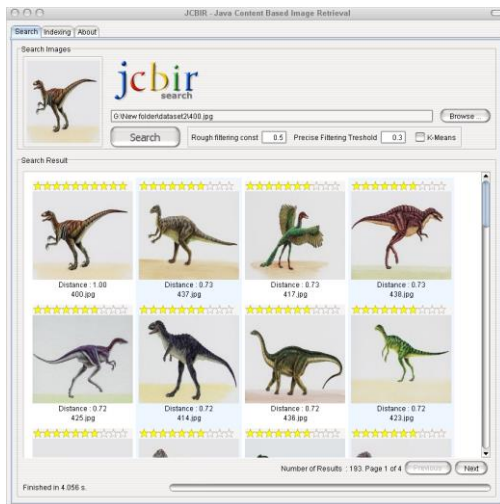 JCBIR - Java Content Based Image Retrieval
Search Indexing About
Search Images
jcbir
search
G:\New folder\dataset2\400.jpg Browse ..
Search Rough filtering const 0.5 Precise Filtering Treshold 0.3 K-Means
Search Result
Distance : 1.00 Distance : 0.73 Distance : 0.73 Distance : 0.73
400.jpg 437.jpg 417.jpg 438.jpg
Distance : 0.72 Distance : 0.72 Distance : 0.72 Distance : 0.72
425.jpg 414.jpg 436.jpg 423.jpg
Number of Results : 193. Page 1 of 4 Previous Next
Finished in 4.056 s.